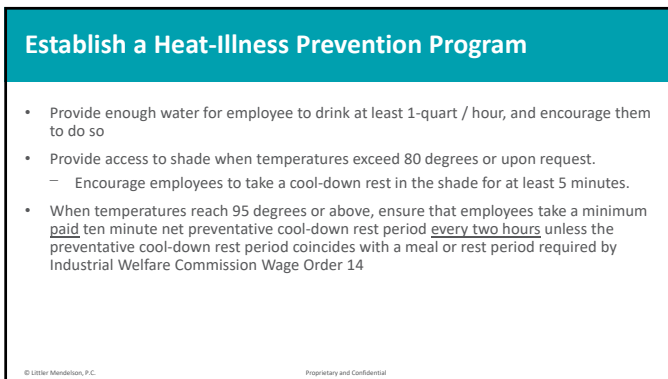 Establish a Heat-Illness Prevention Program
• Provide enough water for employee to drink at least 1-quart / hour, and encourage them
to do so
• Provide access to shade when temperatures exceed 80 degrees or upon request.
– Encourage employees to take a cool-down rest in the shade for at least 5 minutes.
• When temperatures reach 95 degrees or above, ensure that employees take a minimum
paid ten minute net preventative cool-down rest period every two hours unless the
preventative cool-down rest period coincides with a meal or rest period required by
Industrial Welfare Commission Wage Order 14
© Littler Mendelson, P.C. Proprietary and Confidential